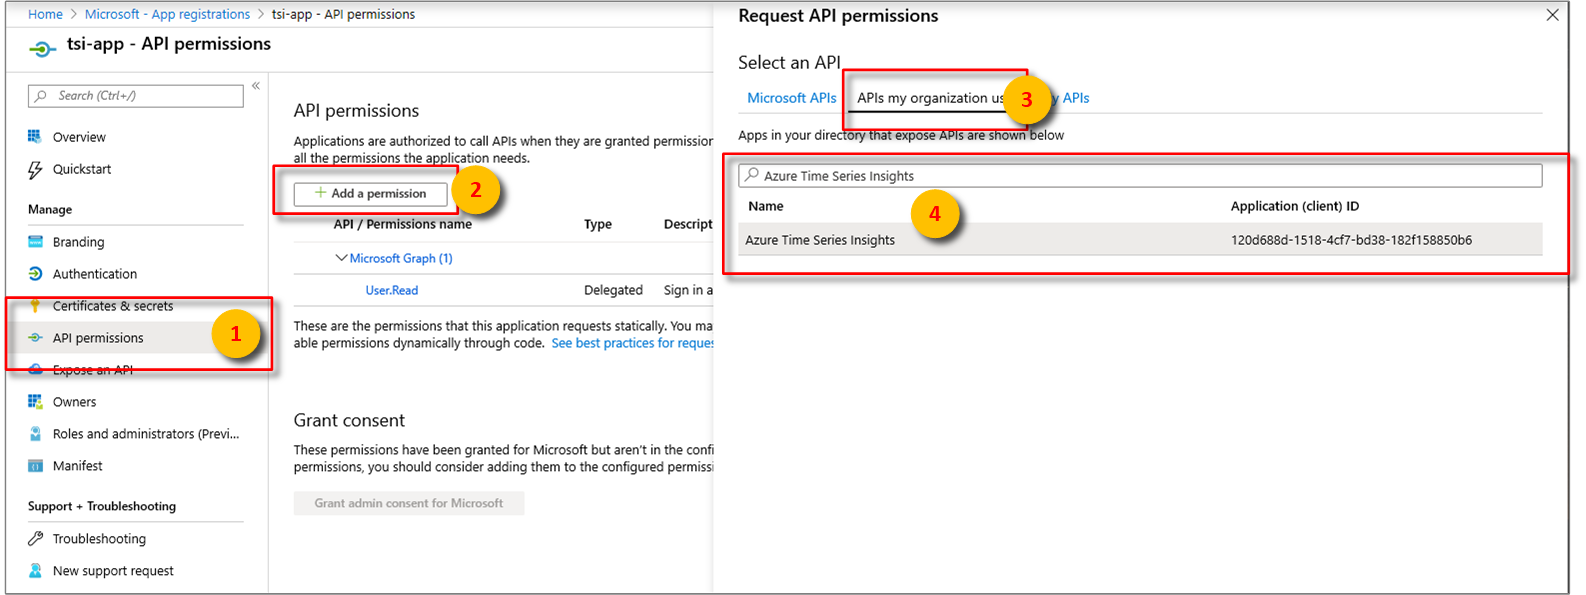 Home > Microsoft - App registrations > tsi-app - API permissions
tsi-app - API permissions
Search (Ctrl+/)
«
Overview
Quickstart
Manage
Branding
Authentication
Certificates & secrets
API permissions
1
Expose an API
Owners
Roles and administrators (Previ...
Manifest
Support + Troubleshooting
Troubleshooting
New support request
API permissions
Applications are authorized to call APIs when they are granted permission
all the permissions the application needs.
+ Add a permission
2
API / Permissions name Type Descript
Microsoft Graph (1)
User.Read Delegated Sign in a
These are the permissions that this application requests statically. You ma
able permissions dynamically through code. See best practices for reques
Grant consent
These permissions have been granted for Microsoft but aren't in the confi
permissions, you should consider adding them to the configured permissi
Grant admin consent for Microsoft
Request API permissions
Select an API
Microsoft APIs APIs my organization us 3 y APIs
Apps in your directory that expose APIs are shown below
Azure Time Series Insights
Name Application (client) ID
4
Azure Time Series Insights 120d688d-1518-4cf7-bd38-182f158850b6